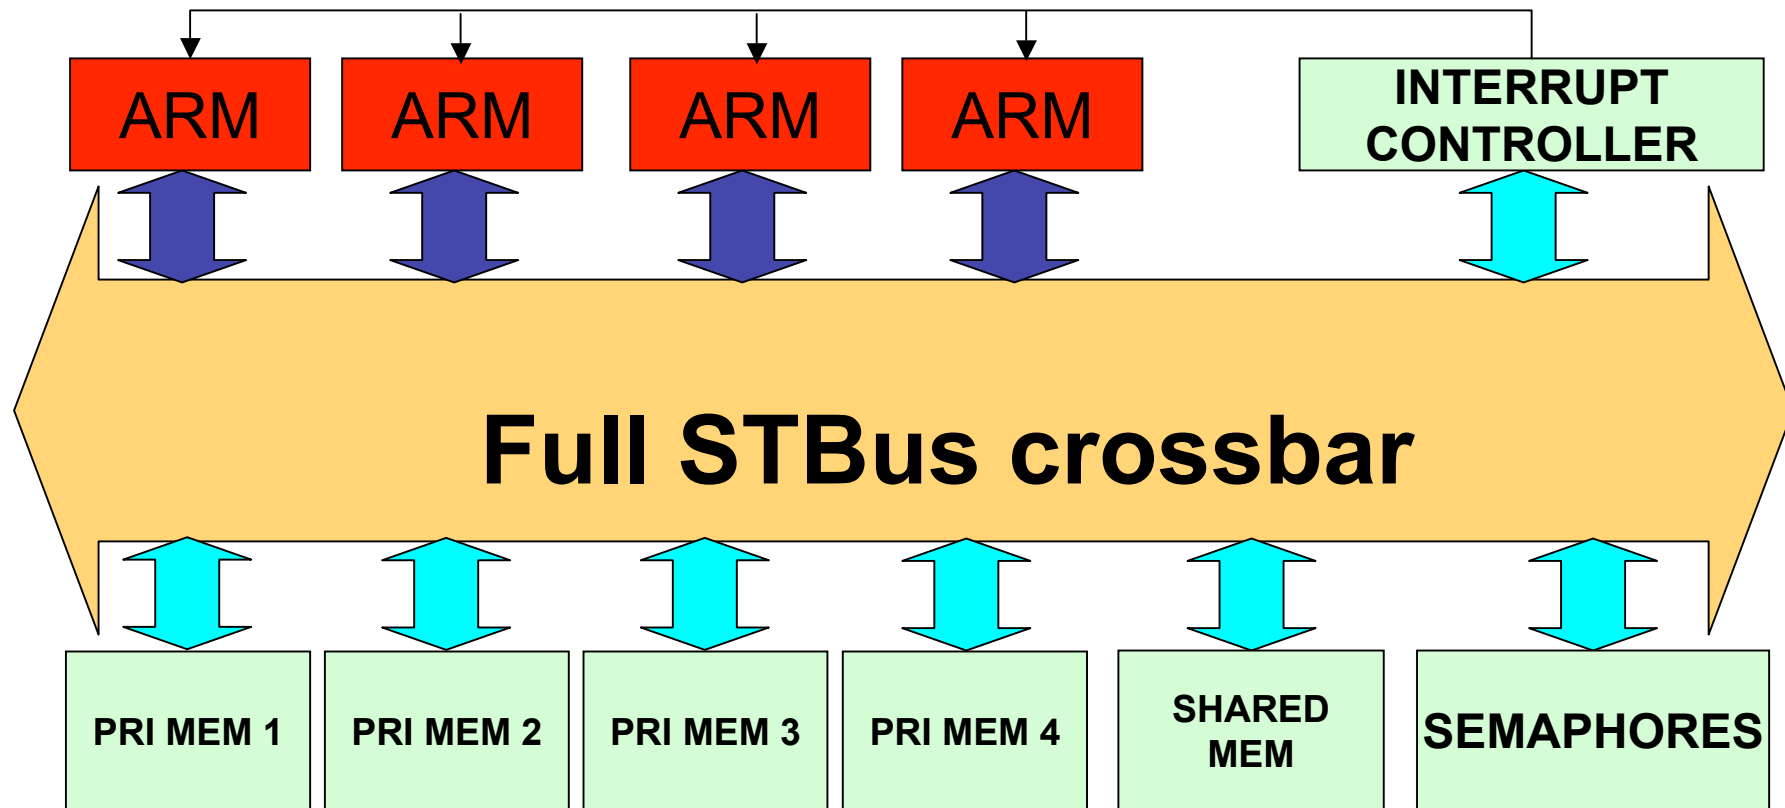 ARM
ARM
ARM
ARM
INTERRUPT
CONTROLLER
Full STBus crossbar
PRI MEM 1
PRI MEM 2
PRI MEM 3
PRI MEM 4
SHARED
MEM
SEMAPHORES